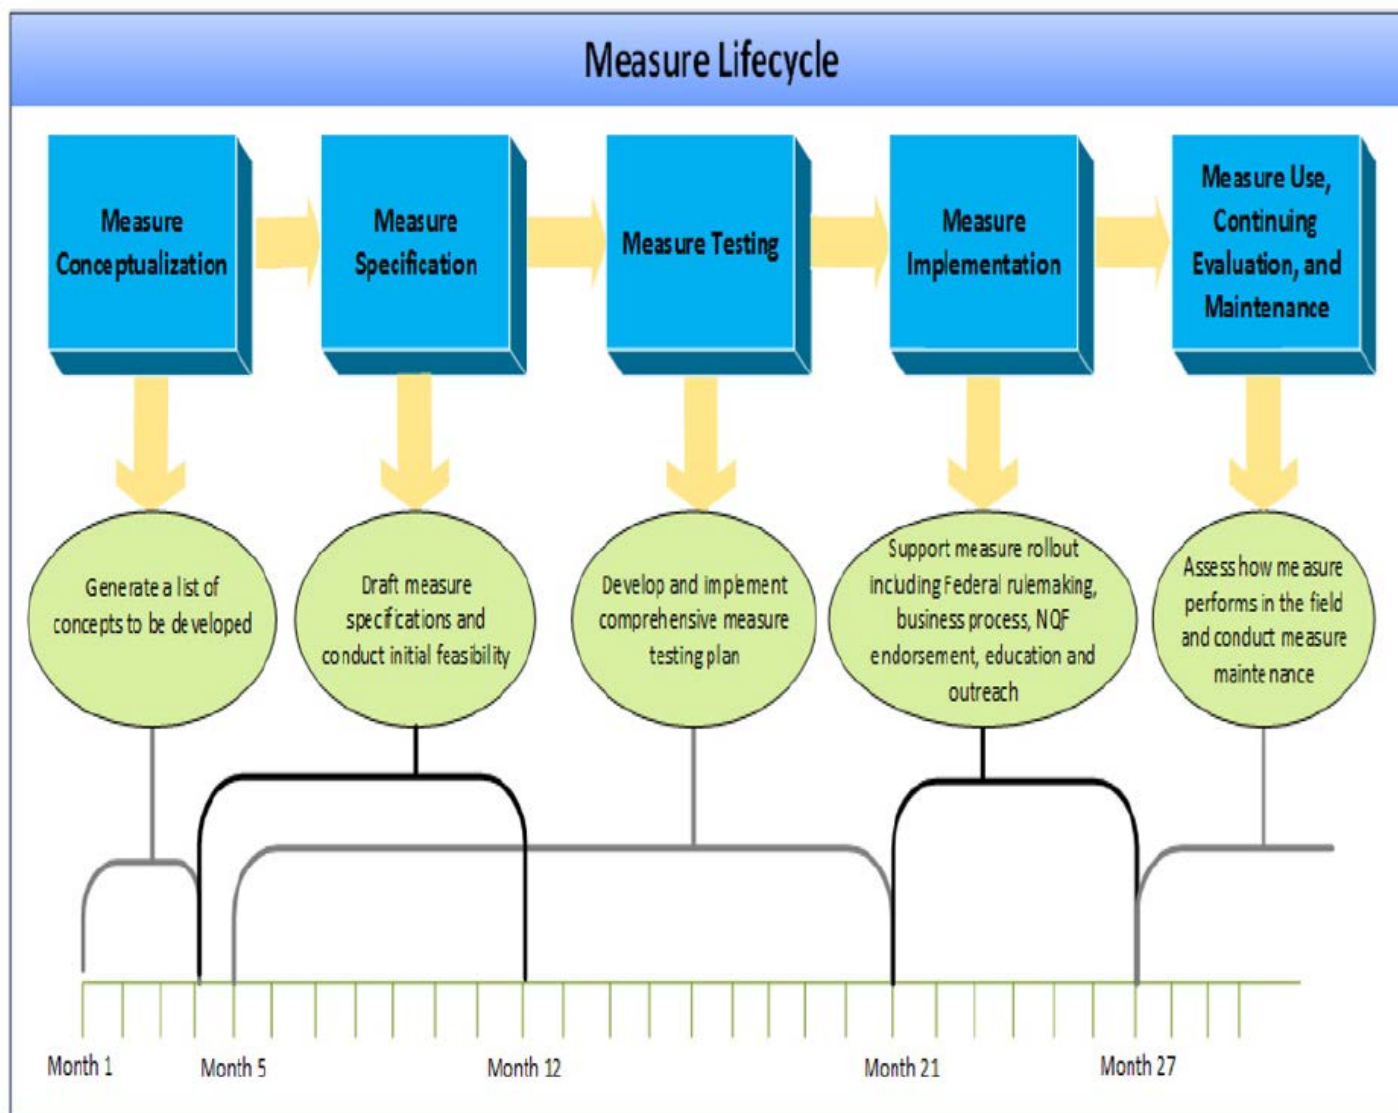 Measure Lifecycle
Measure
Conceptualization
Measure
Specification
Measure Testing
Measure
Implementation
Measure Use,
Continuing
Evaluation, and
Maintenance
Generate a list of
concepts to be developed
Draft measure
specifications and
conduct initial feasibility
Develop and implement
comprehensive measure
testing plan
Support measure rollout
including Federal rulemaking,
business process, NQF
endorsement, education and
outreach
Assess how measure
performs in the field
and conduct measure
maintenance
Month 1
Month 5
Month 12
Month 21
Month 27